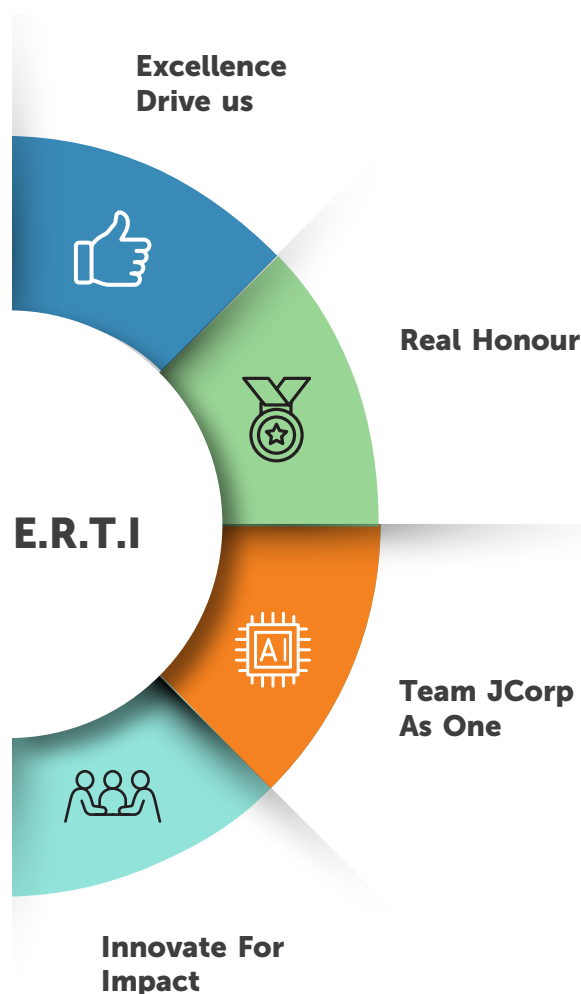 Excellence
Drive us
Real Honour
E.R.T.I
AI
Team JCorp
As One
Innovate For
Impact